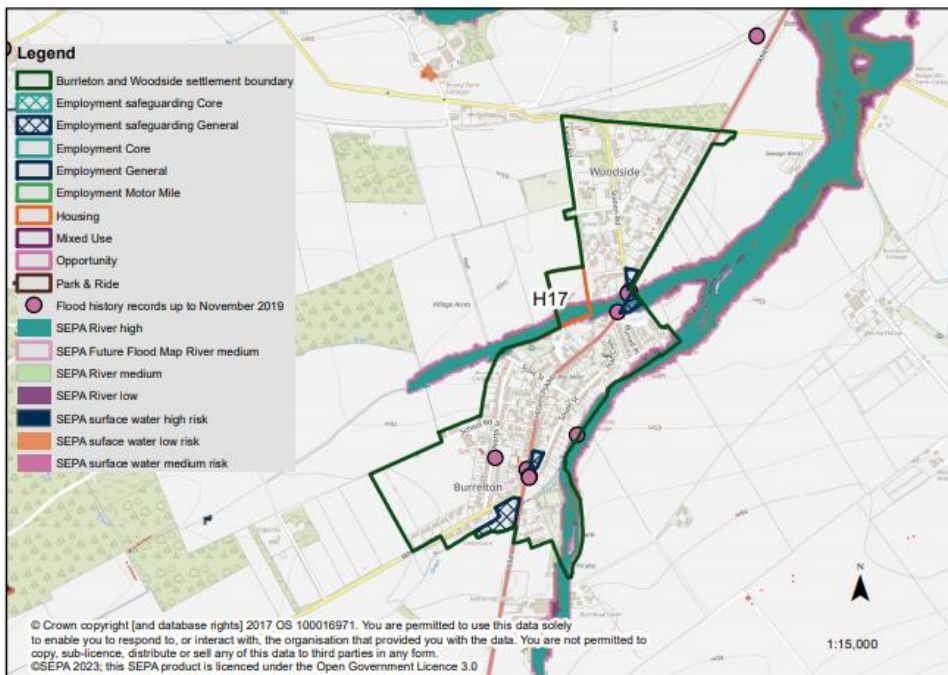 Legend
Burrleton and Woodside settlement boundary
Employment safeguarding Core
Employment safeguarding General
Employment Core
Employment General
Employment Motor Mile
Housing
Mixed Use
Opportunity
Park & Ride
Flood history records up to November 2019
SEPA River high
SEPA Future Flood Map River medium
SEPA River medium
SEPA River low
SEPA surface water high risk
SEPA suface water low risk
SEPA surface water medium risk
Woodside
Station Rd
Village Acres
H17
School Rd
Burrelton
N
1:15,000
© Crown copyright [and database rights] 2017 OS 100016971. You are permitted to use this data solely
to enable you to respond to, or interact with, the organisation that provided you with the data. You are not permitted to
copy, sub-licence, distribute or sell any of this data to third parties in any form.
©SEPA 2023; this SEPA product is licenced under the Open Government Licence 3.0